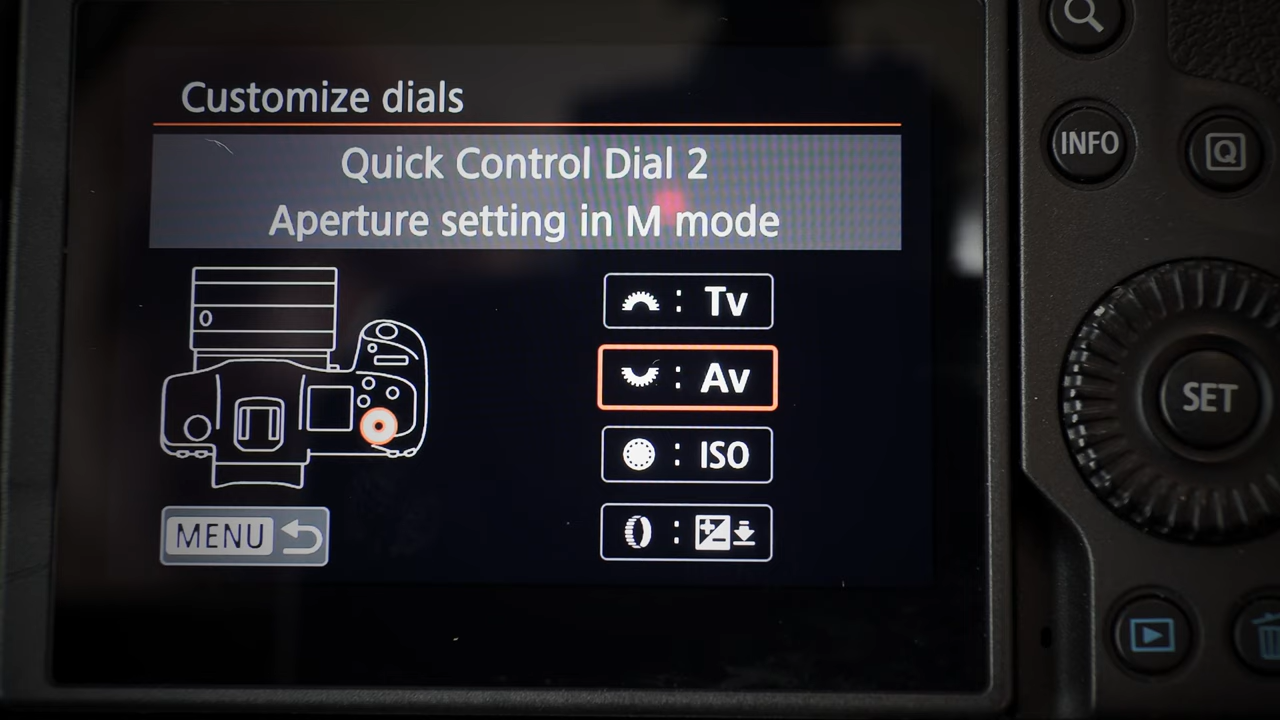 Customize dials
Quick Control Dial 2
Aperture setting in M mode
: Tv
: Av
: ISO
:
MENU
INFO
Q
SET